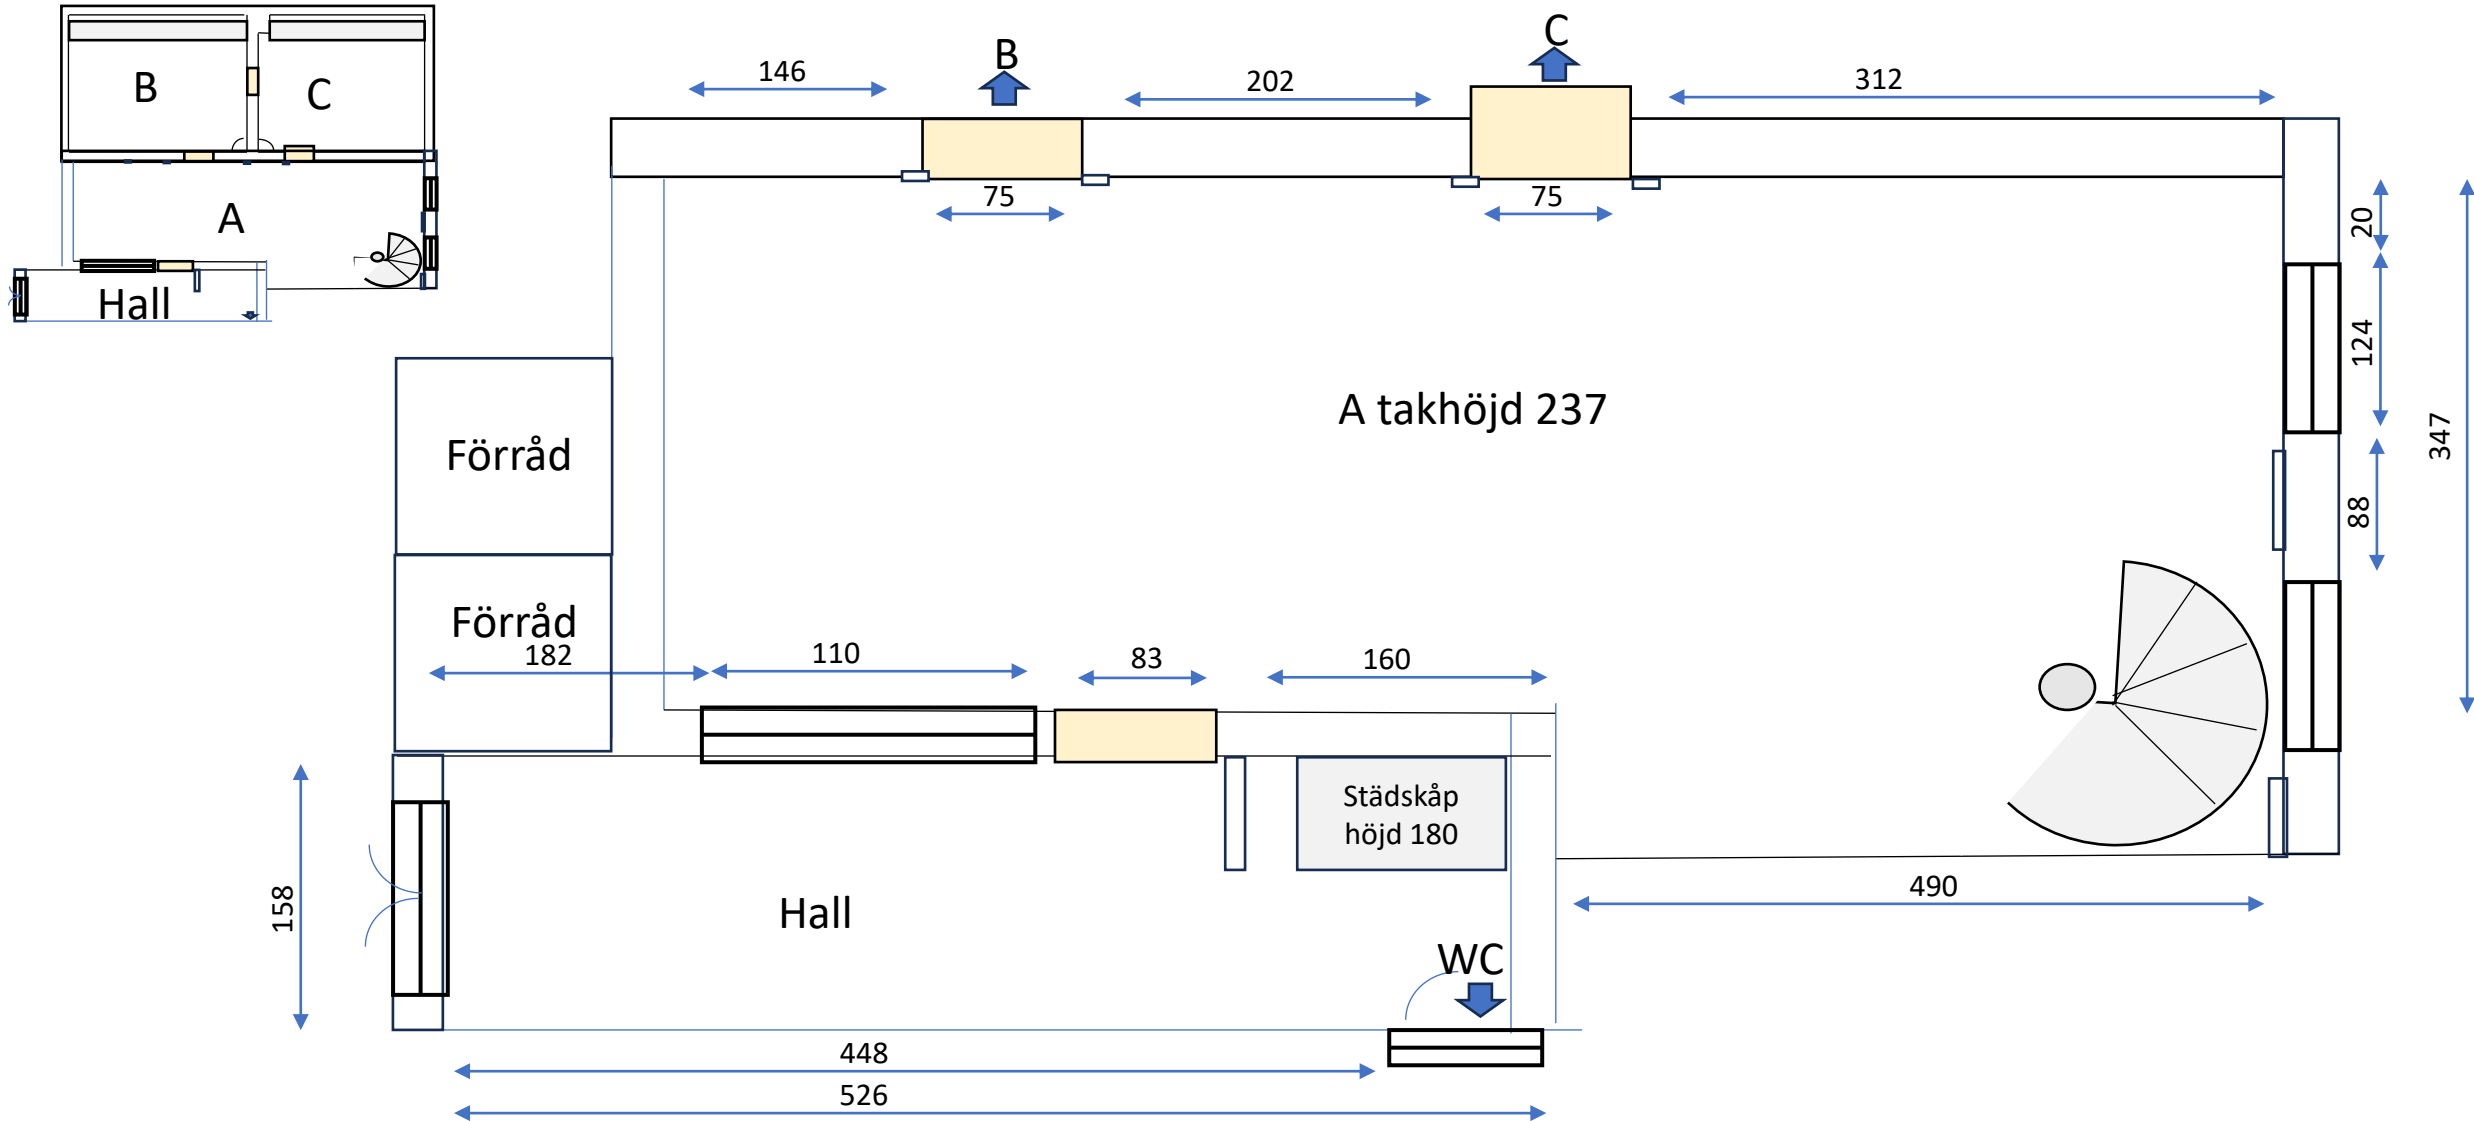 B
C
A
Hall
146
B
202
C
312
75
75
20
124
347
88
A takhöjd 237
Förråd
Förråd
182
110
83
160
Städskåp
höjd 180
158
Hall
WC
490
448
526